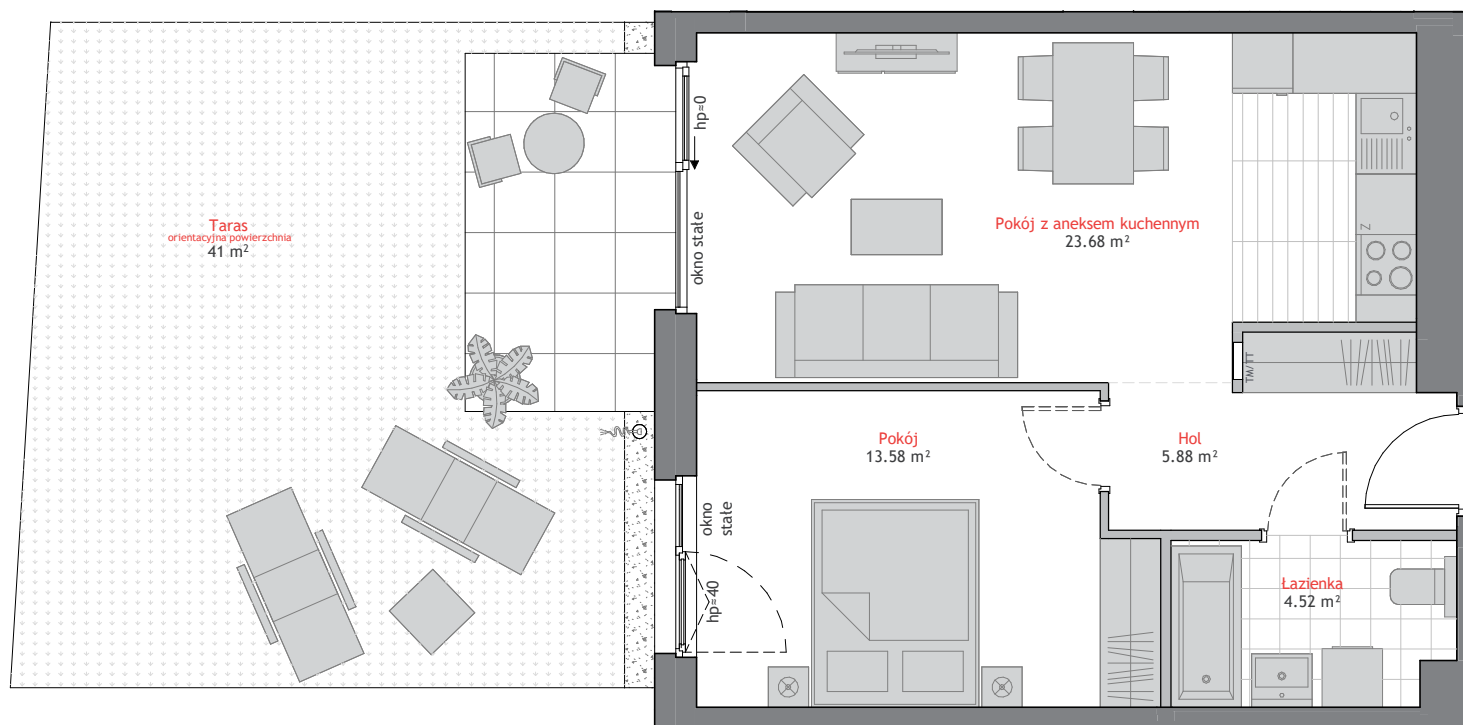 Taras
orientacyjna powierzchnia
41 m²
hp≈0
okno stałe
Pokój z aneksem kuchennym
23.68 m²
Z
TM/TT
Pokój
13.58 m²
Hol
5.88 m²
okno
stałe
hp≈40
Łazienka
4.52 m²